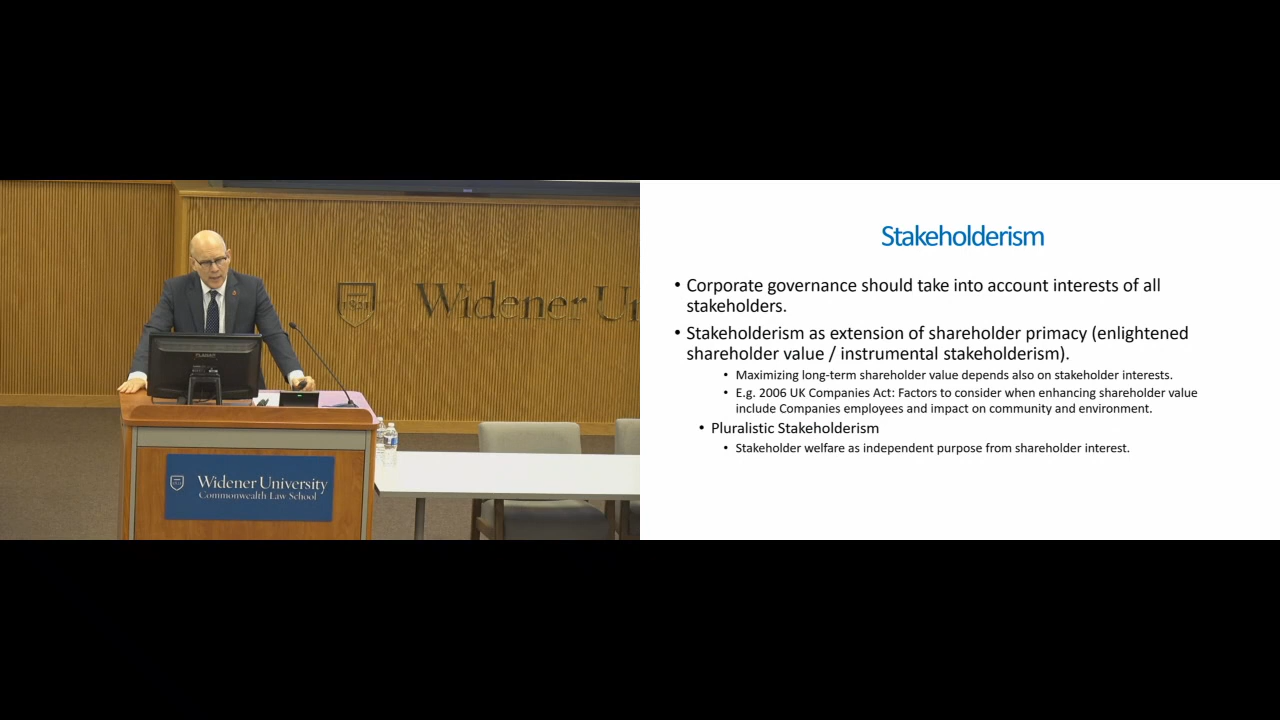 1821
Widener Un
Widener University
Commonwealth Law School
Stakeholderism
• Corporate governance should take into account interests of all
stakeholders.
• Stakeholderism as extension of shareholder primacy (enlightened
shareholder value / instrumental stakeholderism).
• Maximizing long-term shareholder value depends also on stakeholder interests.
• E.g. 2006 UK Companies Act: Factors to consider when enhancing shareholder value
include Companies employees and impact on community and environment.
• Pluralistic Stakeholderism
• Stakeholder welfare as independent purpose from shareholder interest.